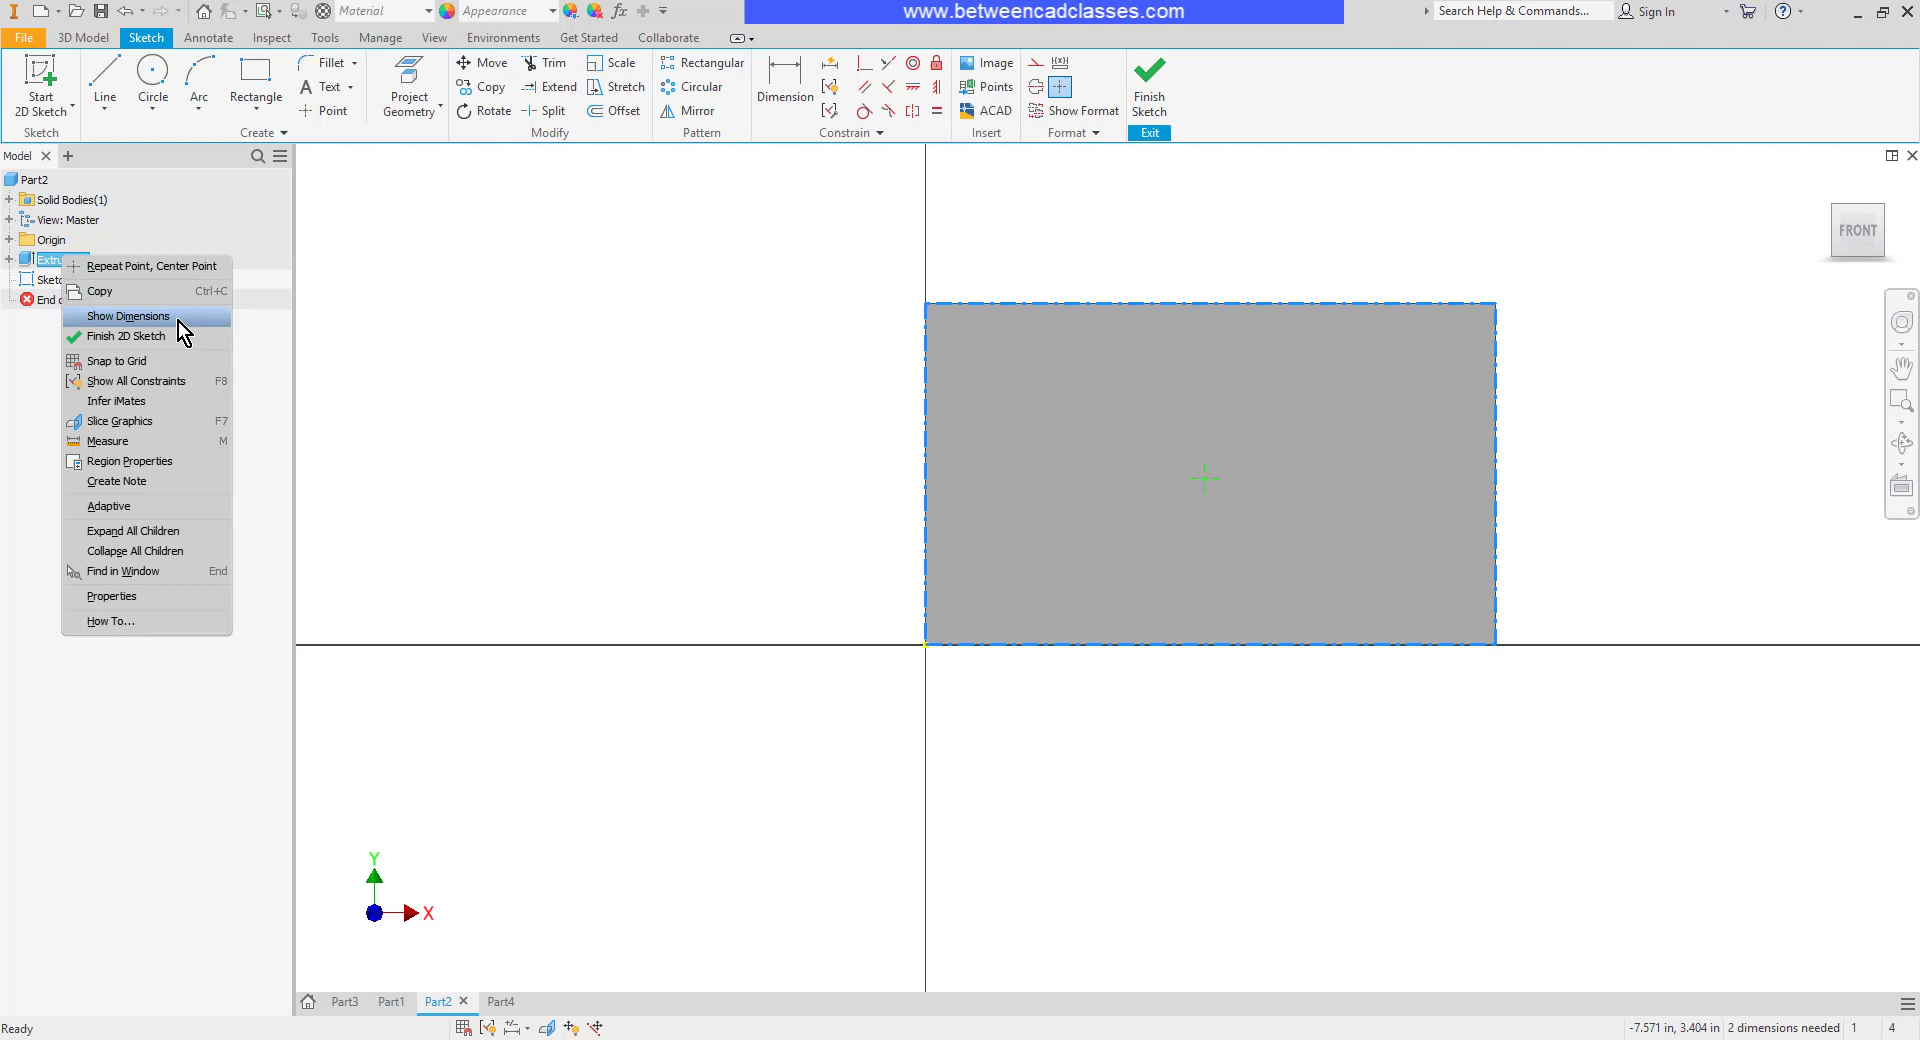 Material
Appearance
www.betweencadclasses.com
Search Help & Commands...
Sign In
File
3D Model
Sketch
Annotate
Inspect
Tools
Manage
View
Environments
Get Started
Collaborate
Start
2D Sketch
Line
Circle
Arc
Rectangle
Fillet
Text
Point
Project
Geometry
Move
Copy
Rotate
Trim
Extend
Split
Scale
Stretch
Offset
Rectangular
Circular
Mirror
Dimension
Image
Points
ACAD
Show Format
Finish
Sketch
Sketch
Create
Modify
Pattern
Constrain
Insert
Format
Exit
Model
Part2
Solid Bodies(1)
View: Master
Origin
Extru
Sketc
End o
Repeat Point, Center Point
Copy Ctrl+C
Show Dimensions
Finish 2D Sketch
Snap to Grid
Show All Constraints F8
Infer iMates
Slice Graphics F7
Measure M
Region Properties
Create Note
Adaptive
Expand All Children
Collapse All Children
Find in Window End
Properties
How To...
FRONT
Y
X
Part3
Part1
Part2
Part4
Ready
-7.571 in, 3.404 in
2 dimensions needed
1
4